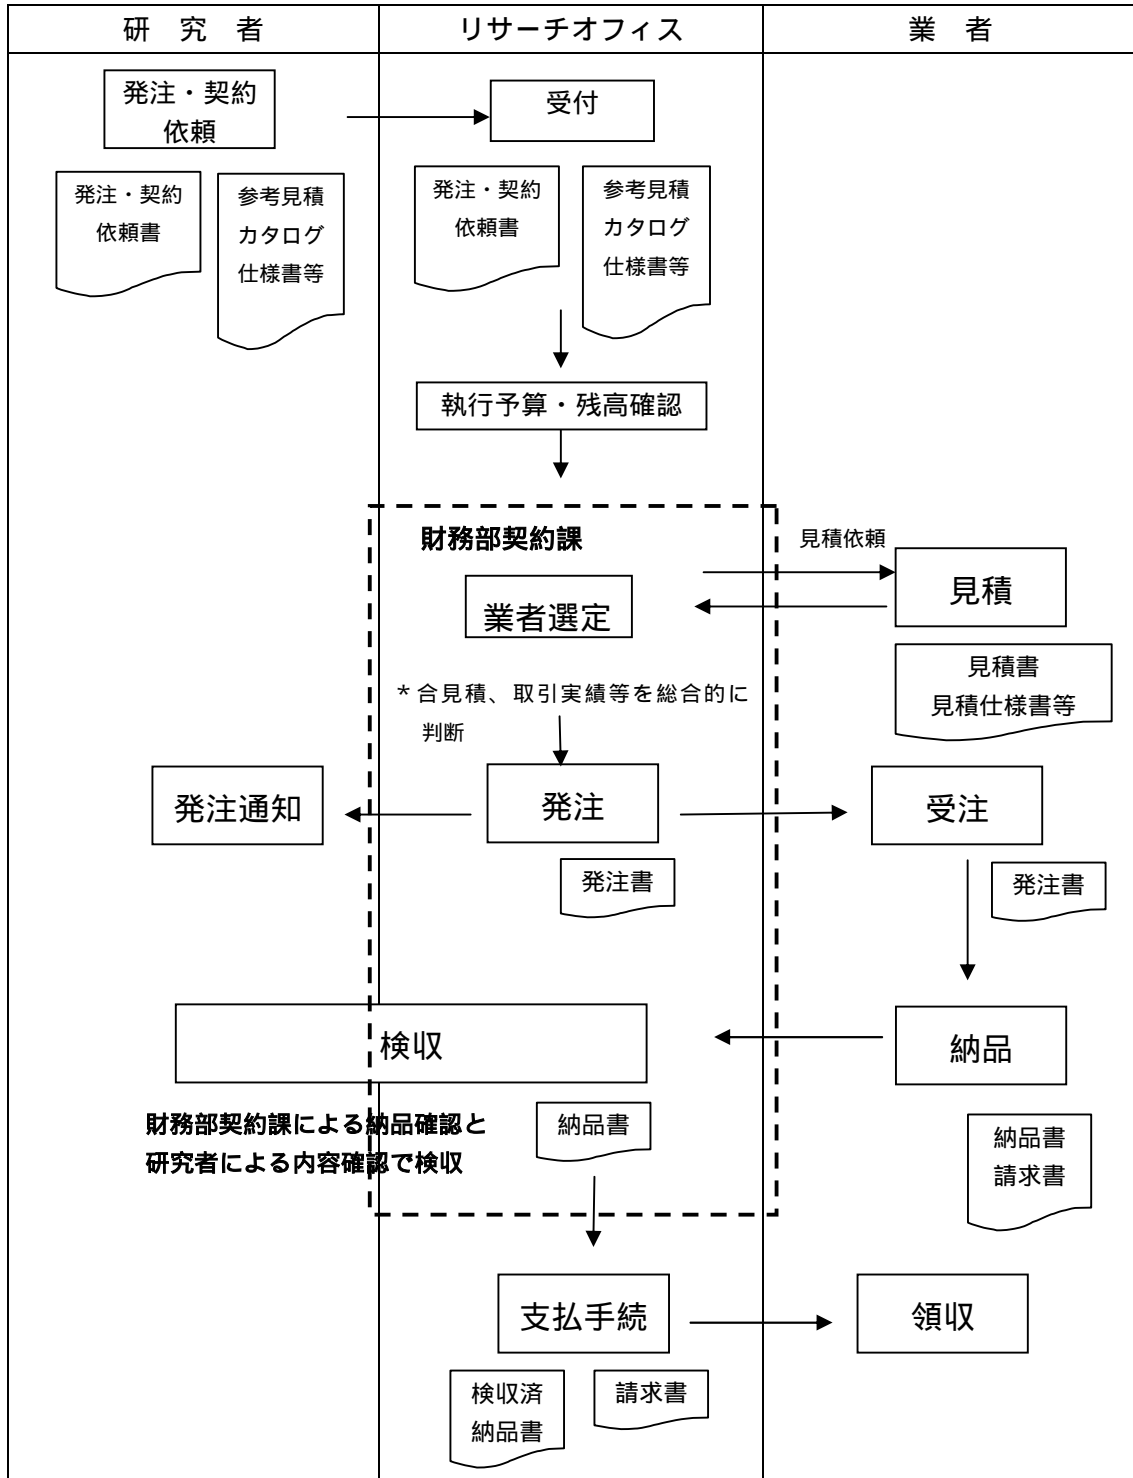 研　究　者
リサーチオフィス
業　者
発注・契約
依頼
受付
発注・契約
依頼書
参考見積
カタログ
仕様書等
発注・契約
依頼書
参考見積
カタログ
仕様書等
執行予算・残高確認
財務部契約課
見積依頼
業者選定
見積
見積書
見積仕様書等
*合見積、取引実績等を総合的に
判断
発注通知
発注
受注
発注書
発注書
検収
納品
財務部契約課による納品確認と
研究者による内容確認で検収
納品書
納品書
請求書
支払手続
領収
検収済
納品書
請求書